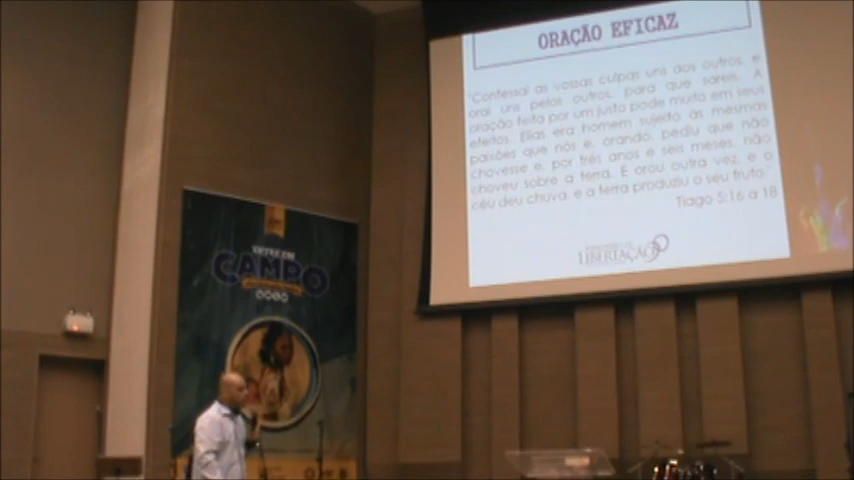 ORAÇÃO EFICAZ
"Confessai as vossas culpas uns aos outros, e
orai uns pelos outros, para que sareis. A
oração feita por um justo pode muito em seus
efeitos. Elias era homem sujeito às mesmas
paixões que nós e, orando, pediu que não
chovesse e, por três anos e seis meses, não
choveu sobre a terra. E orou outra vez, e o
céu deu chuva, e a terra produziu o seu fruto."
Tiago 5:16 a 18
LIBERTAÇÃO
ENTRE EM
CAMPO